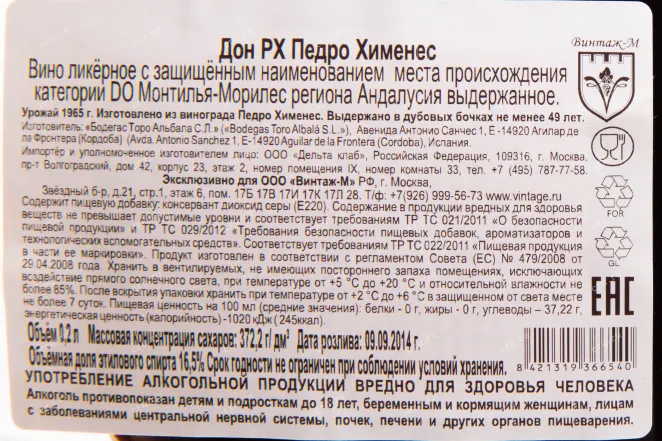 Дон РХ Педро Хименес
Винтаж-М
Вино ликёрное с защищённым наименованием места происхождения
категории DO Монтилья-Морилес региона Андалусия выдержанное.
Урожай 1965 г. Изготовлено из винограда Педро Хименес. Выдержано в дубовых бочках не менее 49 лет.
Изготовитель: «Бодегас Торо Альбала С.Л.» («Bodegas Toro Albalá S.L.»), Авенида Антонио Санчес 1, Е-14920 Агилар де
ла Фронтера (Кордоба) (Avda. Antonio Sanchez 1, E-14920 Aguilar de la Frontera (Cordoba), Испания.
Импортёр и уполномоченное изготовителем лицо: ООО «Дельта клаб», Российская Федерация, 109316, г. Москва,
пр-т Волгоградский, дом 42, корпус 23, этаж 2, номер помещения IX, номер комнаты 33, тел. +7 (495) 787-77-58.
Эксклюзивно для ООО «Винтаж-М» РФ, г. Москва,
Звёздный б-р, д.21, стр.1, этаж 6, пом. 17Б 17В 17И 17К 17Л 28. Т/ф: +7(926) 999-56-73 www.vintage.ru
Содержит пищевую добавку: консервант диоксид серы (Е220). Содержание в продукции вредных для здоровья
веществ не превышает допустимые уровни и соответствует требованиям ТР ТС 021/2011 «О безопасности
пищевой продукции» и ТР ТС 029/2012 «Требования безопасности пищевых добавок, ароматизаторов и
технологических вспомогательных средств». Соответствует требованиям ТР ТС 022/2011 «Пищевая продукция
в части ее маркировки». Продукт изготовлен в соответствии с регламентом Совета (ЕС) № 479/2008 от
29.04.2008 года. Хранить в вентилируемых, не имеющих постороннего запаха помещениях, исключающих
воздействие прямого солнечного света, при температуре от +5 °С до +20 °С и относительной влажности не
более 85%. После вскрытия упаковки хранить при температуре от +2 °С до +6 °С в защищенном от света месте
не более 7 суток. Пищевая ценность на 100 мл (средние значения): белки - 0 г, жиры - 0 г, углеводы – 37,22 г,
энергетическая ценность (калорийность) -1020 кДж ( 245ккал).
FOR
GL
EAC
Объём 0,2 л Массовая концентрация сахаров: 372,2 г/ дм³ Дата розлива: 09.09.2014 г.
Объёмная доля этилового спирта 16,5% Срок годности не ограничен при соблюдении условий хранения.
8 421319 366540
УПОТРЕБЛЕНИЕ АЛКОГОЛЬНОЙ ПРОДУКЦИИ ВРЕДНО ДЛЯ ЗДОРОВЬЯ ЧЕЛОВЕКА
Алкоголь противопоказан детям и подросткам до 18 лет, беременным и кормящим женщинам, лицам
с заболеваниями центральной нервной системы, почек, печени и других органов пищеварения.